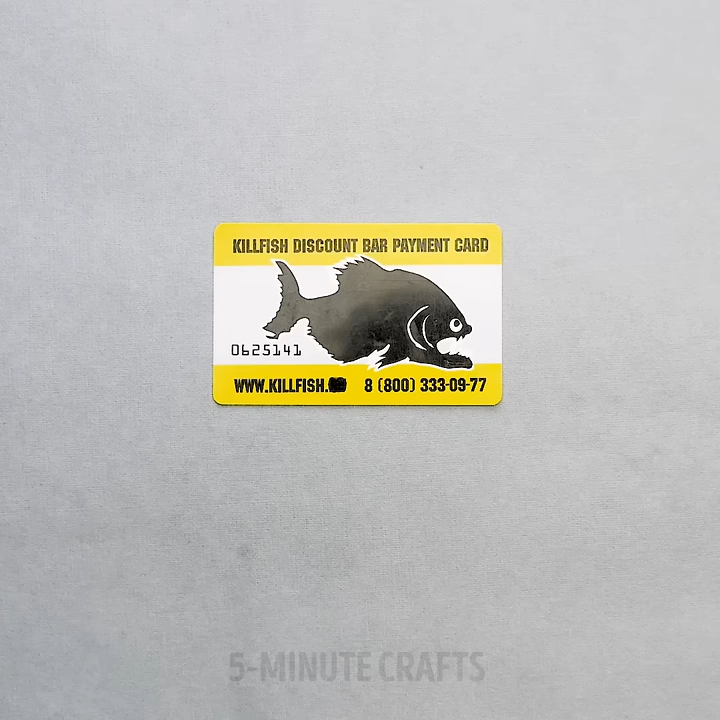 KILLFISH DISCOUNT BAR PAYMENT CARD
0625141
WWW.KILLFISH.
8 (800) 333-09-77
5-MINUTE CRAFTS